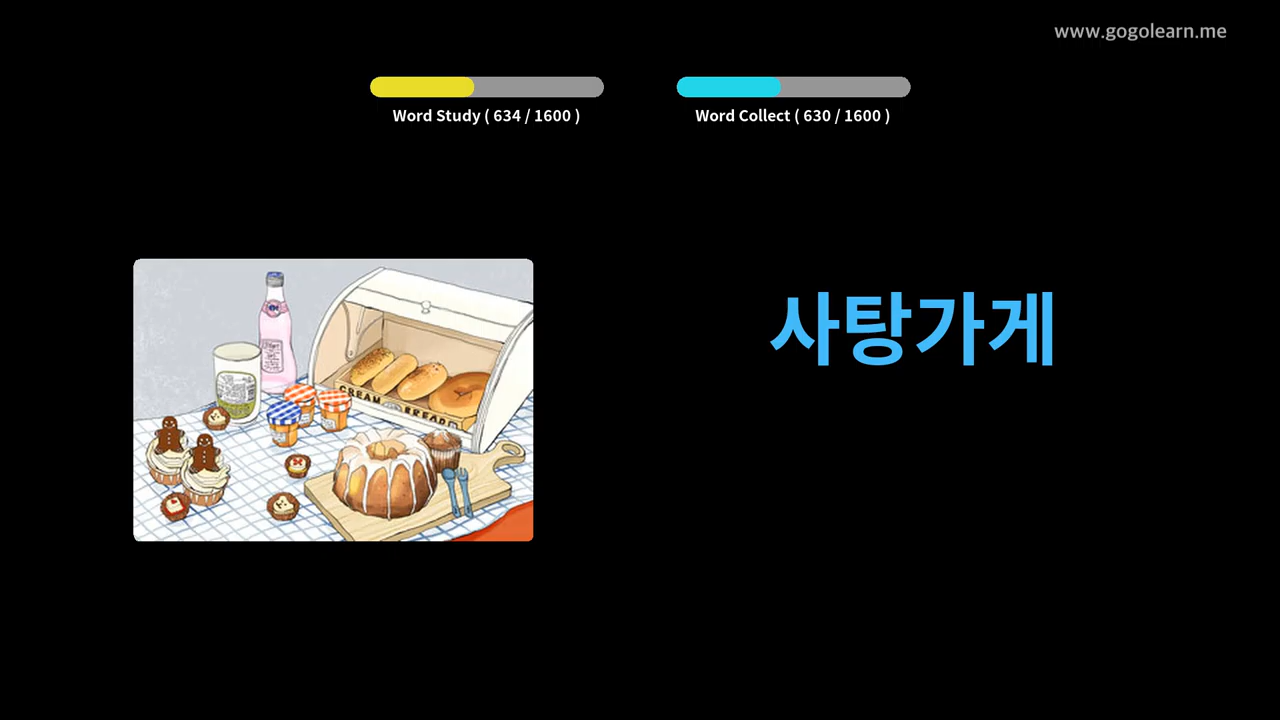 www.gogolearn.me
Word Study ( 634 / 1600 )
Word Collect ( 630 / 1600 )
사탕가게
CREAM BREAD